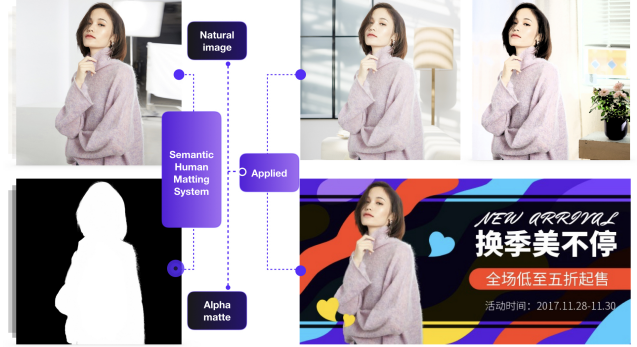 Natural
image
Semantic
Human
Matting
System
Applied
Alpha
matte
NEW ARRIVAL
换季美不停
全场低至五折起售
活动时间：2017.11.28-11.30